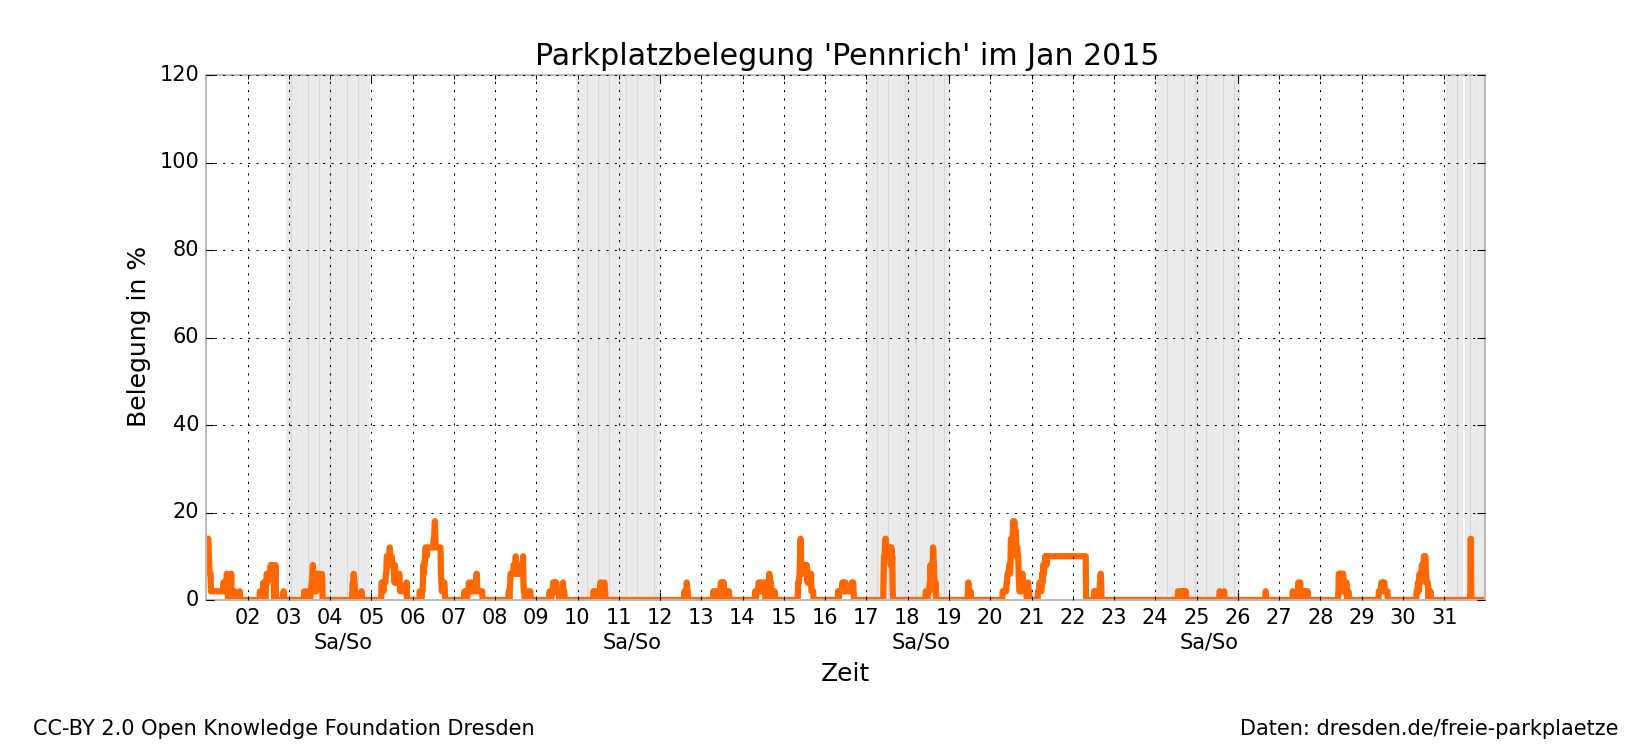 Parkplatzbelegung 'Pennrich' im Jan 2015
120
100
80
60
40
20
0
Belegung in %
02 03 04 05 06 07 08 09 10 11 12 13 14 15 16 17 18 19 20 21 22 23 24 25 26 27 28 29 30 31
Sa/So Sa/So Sa/So Sa/So
Zeit
CC-BY 2.0 Open Knowledge Foundation Dresden
Daten: dresden.de/freie-parkplaetze